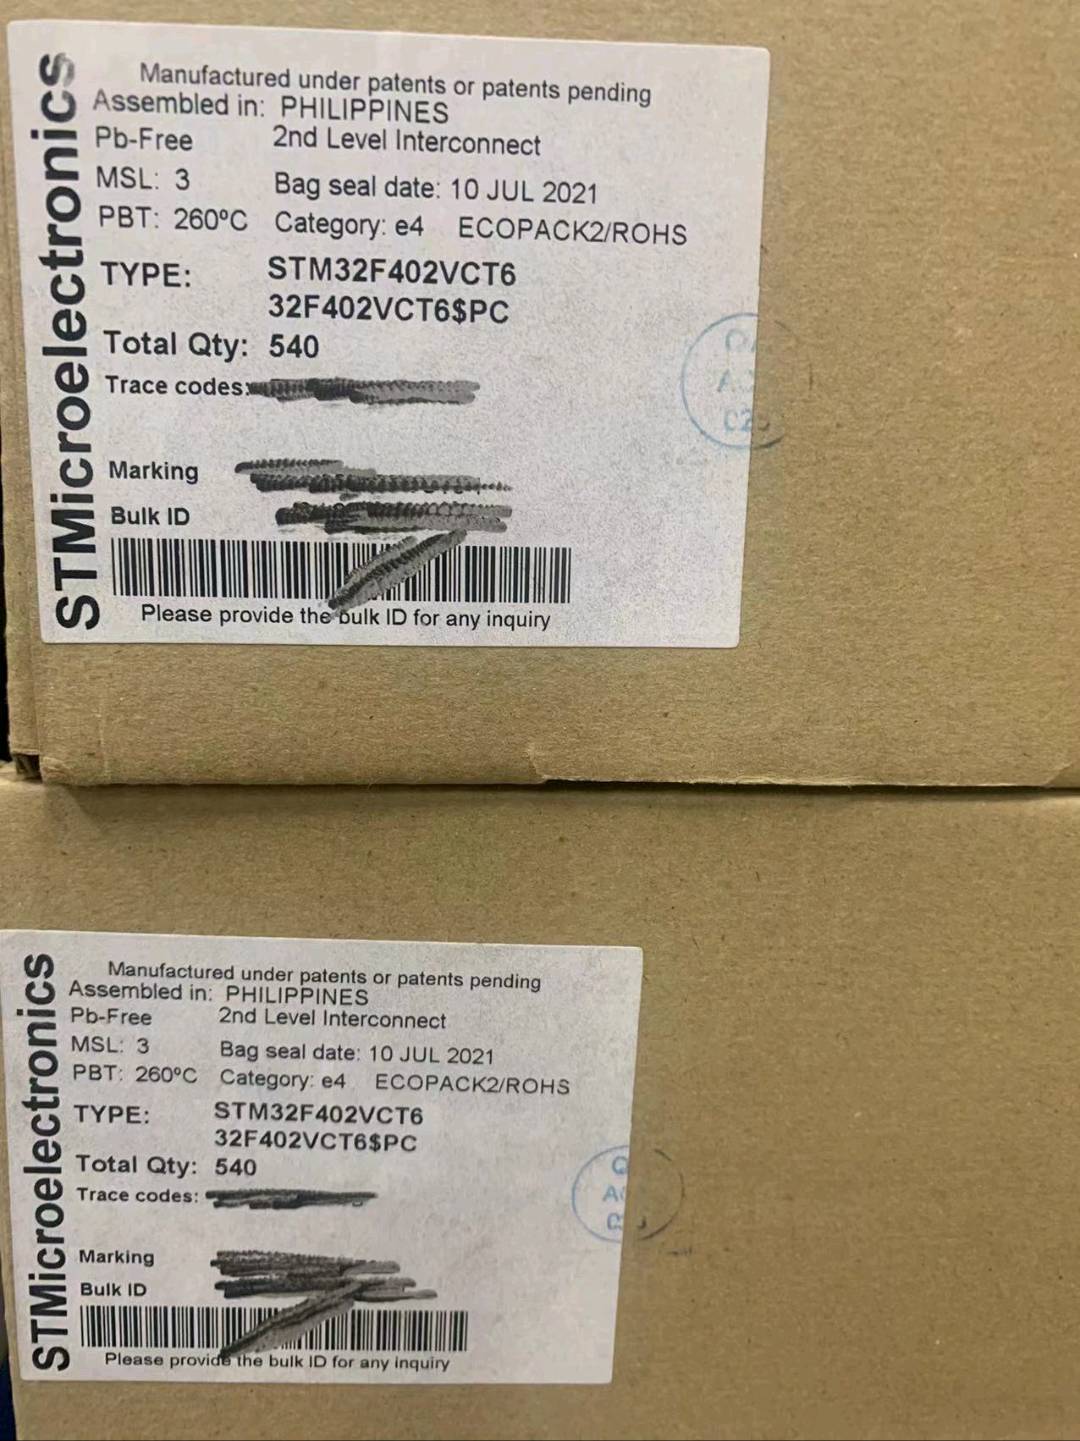 STMicroelectronics
Manufactured under patents or patents pending
Assembled in: PHILIPPINES
Pb-Free 2nd Level Interconnect
MSL: 3 Bag seal date: 10 JUL 2021
PBT: 260ºC Category: e4 ECOPACK2/ROHS
TYPE: STM32F402VCT6
32F402VCT6$PC
Total Qty: 540
Trace codes:
Marking
Bulk ID
Please provide the bulk ID for any inquiry
STMicroelectronics
Manufactured under patents or patents pending
Assembled in: PHILIPPINES
Pb-Free 2nd Level Interconnect
MSL: 3 Bag seal date: 10 JUL 2021
PBT: 260ºC Category: e4 ECOPACK2/ROHS
TYPE: STM32F402VCT6
32F402VCT6$PC
Total Qty: 540
Trace codes:
Marking
Bulk ID
Please provide the bulk ID for any inquiry